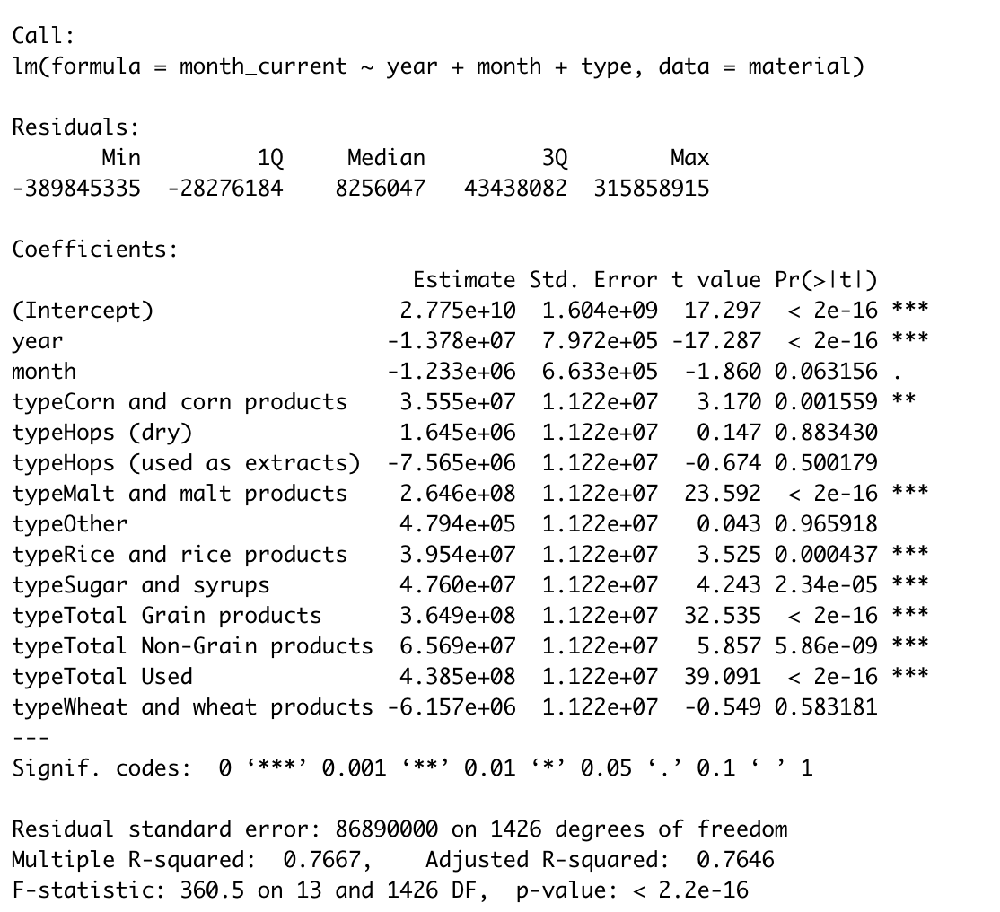 Call:
lm(formula = month_current ~ year + month + type, data = material)
Residuals:
Min 1Q Median 3Q Max
-389845335 -28276184 8256047 43438082 315858915
Coefficients:
Estimate Std. Error t value Pr(>|t|)
(Intercept) 2.775e+10 1.604e+09 17.297 < 2e-16 ***
year -1.378e+07 7.972e+05 -17.287 < 2e-16 ***
month -1.233e+06 6.633e+05 -1.860 0.063156 .
typeCorn and corn products 3.555e+07 1.122e+07 3.170 0.001559 **
typeHops (dry) 1.645e+06 1.122e+07 0.147 0.883430
typeHops (used as extracts) -7.565e+06 1.122e+07 -0.674 0.500179
typeMalt and malt products 2.646e+08 1.122e+07 23.592 < 2e-16 ***
typeOther 4.794e+05 1.122e+07 0.043 0.965918
typeRice and rice products 3.954e+07 1.122e+07 3.525 0.000437 ***
typeSugar and syrups 4.760e+07 1.122e+07 4.243 2.34e-05 ***
typeTotal Grain products 3.649e+08 1.122e+07 32.535 < 2e-16 ***
typeTotal Non-Grain products 6.569e+07 1.122e+07 5.857 5.86e-09 ***
typeTotal Used 4.385e+08 1.122e+07 39.091 < 2e-16 ***
typeWheat and wheat products -6.157e+06 1.122e+07 -0.549 0.583181
---
Signif. codes: 0 ‘***’ 0.001 ‘**’ 0.01 ‘*’ 0.05 ‘.’ 0.1 ‘ ’ 1
Residual standard error: 86890000 on 1426 degrees of freedom
Multiple R-squared: 0.7667, Adjusted R-squared: 0.7646
F-statistic: 360.5 on 13 and 1426 DF, p-value: < 2.2e-16